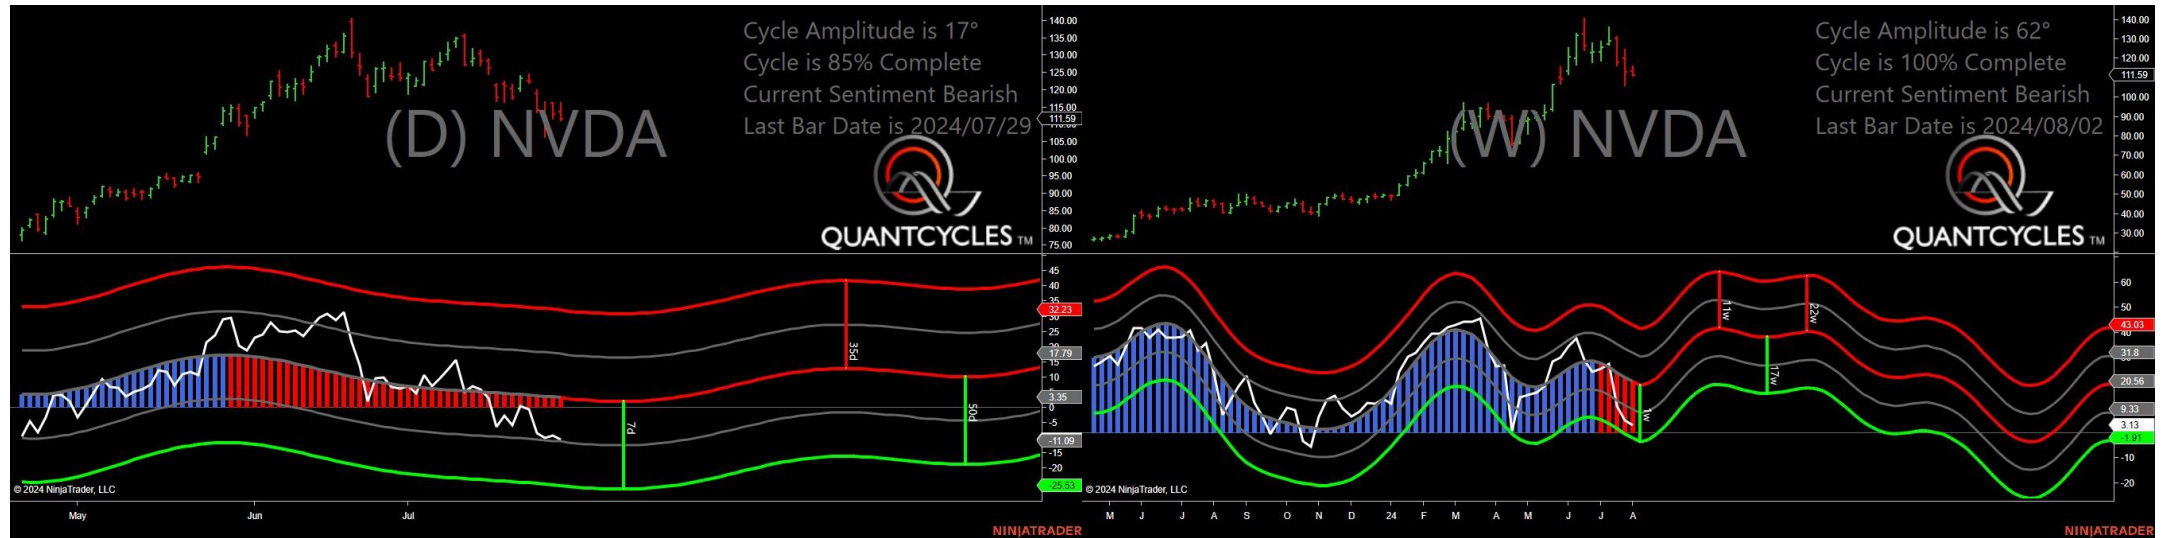 Cycle Amplitude is 17°
Cycle is 85% Complete
Current Sentiment Bearish
Last Bar Date is 2024/07/29
(D) NVDA
QUANTCYCLES TM
140.00
135.00
130.00
125.00
120.00
115.00
111.59
105.00
100.00
95.00
90.00
85.00
80.00
75.00
45
40
35
32.23
30
25
20
17.79
15
10
5
3.35
0
-5
-11.09
-15
-20
-25.53
35d
7d
50d
© 2024 NinjaTrader, LLC
May
Jun
Jul
NINJATRADER
Cycle Amplitude is 62°
Cycle is 100% Complete
Current Sentiment Bearish
Last Bar Date is 2024/08/02
(W) NVDA
QUANTCYCLES TM
140.00
130.00
120.00
111.59
100.00
90.00
80.00
70.00
60.00
50.00
40.00
30.00
60
50
43.03
40
31.8
20.56
9.33
3.13
-1.91
-10
-20
11w
22w
17w
1w
© 2024 NinjaTrader, LLC
M J J A S O N D 24 F M A M J J A
NINJATRADER